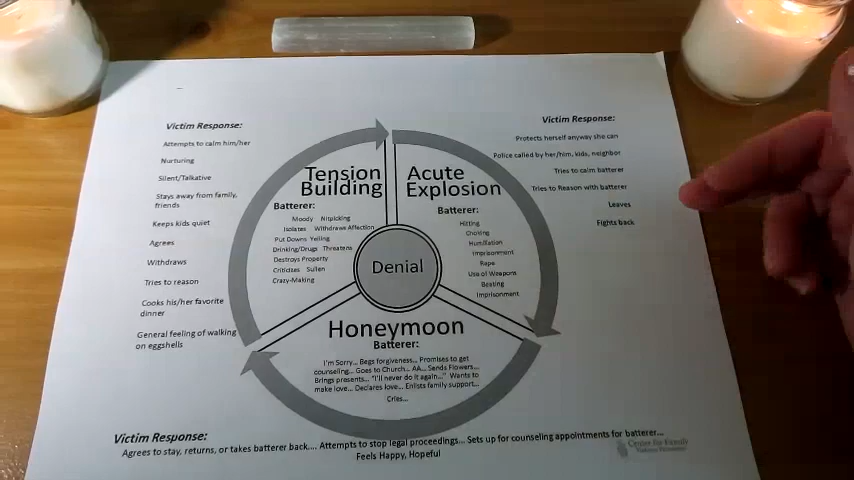 Victim Response:
Attempts to calm him/her
Nurturing
Silent/Talkative
Stays away from family,
friends
Keeps kids quiet
Agrees
Withdraws
Tries to reason
Cooks his/her favorite
dinner
General feeling of walking
on eggshells
Tension
Building
Batterer:
Moody Nitpicking
Isolates Withdraws Affection
Put Downs Yelling
Drinking/Drugs Threatens
Destroys Property
Criticizes Sullen
Crazy-Making
Acute
Explosion
Batterer:
Hitting
Choking
Humiliation
Imprisonment
Rape
Use of Weapons
Beating
Imprisonment
Victim Response:
Protects herself anyway she can
Police called by her/him, kids, neighbor
Tries to calm batterer
Tries to Reason with batterer
Leaves
Fights back
Denial
Honeymoon
Batterer:
I'm Sorry... Begs forgiveness... Promises to get
counseling... Goes to Church... AA... Sends Flowers...
Brings presents... "I'll never do it again..." Wants to
make love... Declares love... Enlists family support...
Cries...
Victim Response:
Agrees to stay, returns, or takes batterer back.... Attempts to stop legal proceedings... Sets up for counseling appointments for batterer...
Feels Happy, Hopeful
Center for Family